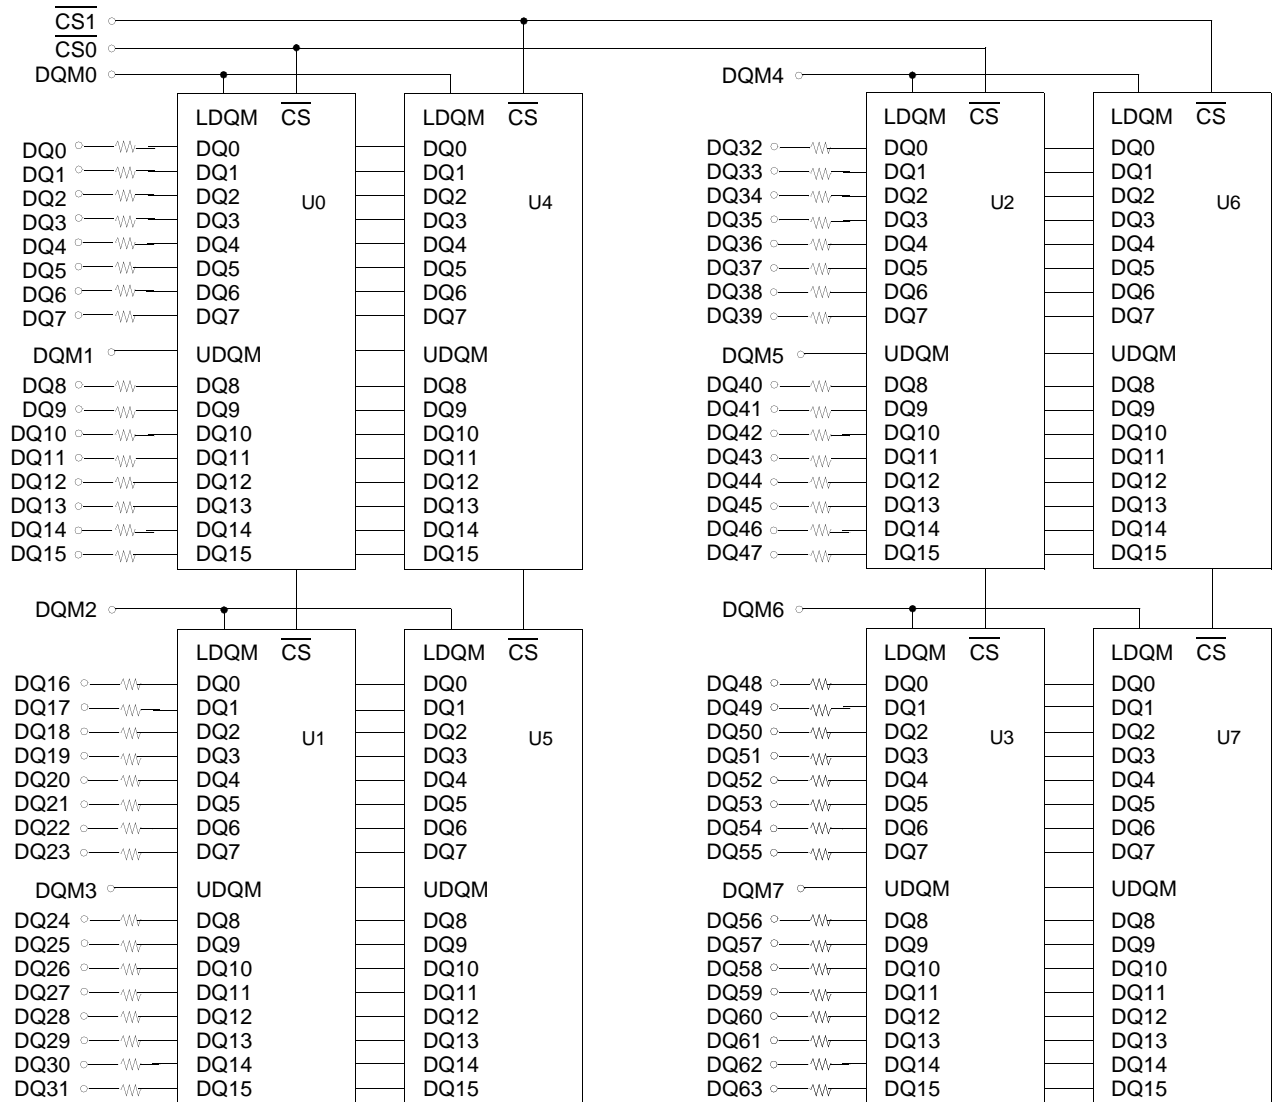 CS1
CS0
DQM0 DQM4
LDQM CS LDQM CS LDQM CS LDQM CS
DQ0 DQ0 DQ0 DQ32 DQ0 DQ0
DQ1 DQ1 DQ1 DQ33 DQ1 DQ1
DQ2 DQ2 U0 DQ2 U4 DQ34 DQ2 U2 DQ2 U6
DQ3 DQ3 DQ3 DQ35 DQ3 DQ3
DQ4 DQ4 DQ4 DQ36 DQ4 DQ4
DQ5 DQ5 DQ5 DQ37 DQ5 DQ5
DQ6 DQ6 DQ6 DQ38 DQ6 DQ6
DQ7 DQ7 DQ7 DQ39 DQ7 DQ7
DQM1 UDQM UDQM DQM5 UDQM UDQM
DQ8 DQ8 DQ8 DQ40 DQ8 DQ8
DQ9 DQ9 DQ9 DQ41 DQ9 DQ9
DQ10 DQ10 DQ10 DQ42 DQ10 DQ10
DQ11 DQ11 DQ11 DQ43 DQ11 DQ11
DQ12 DQ12 DQ12 DQ44 DQ12 DQ12
DQ13 DQ13 DQ13 DQ45 DQ13 DQ13
DQ14 DQ14 DQ14 DQ46 DQ14 DQ14
DQ15 DQ15 DQ15 DQ47 DQ15 DQ15
DQM2 DQM6
LDQM CS LDQM CS LDQM CS LDQM CS
DQ16 DQ0 DQ0 DQ48 DQ0 DQ0
DQ17 DQ1 DQ1 DQ49 DQ1 DQ1
DQ18 DQ2 U1 DQ2 U5 DQ50 DQ2 U3 DQ2 U7
DQ19 DQ3 DQ3 DQ51 DQ3 DQ3
DQ20 DQ4 DQ4 DQ52 DQ4 DQ4
DQ21 DQ5 DQ5 DQ53 DQ5 DQ5
DQ22 DQ6 DQ6 DQ54 DQ6 DQ6
DQ23 DQ7 DQ7 DQ55 DQ7 DQ7
DQM3 UDQM UDQM DQM7 UDQM UDQM
DQ24 DQ8 DQ8 DQ56 DQ8 DQ8
DQ25 DQ9 DQ9 DQ57 DQ9 DQ9
DQ26 DQ10 DQ10 DQ58 DQ10 DQ10
DQ27 DQ11 DQ11 DQ59 DQ11 DQ11
DQ28 DQ12 DQ12 DQ60 DQ12 DQ12
DQ29 DQ13 DQ13 DQ61 DQ13 DQ13
DQ30 DQ14 DQ14 DQ62 DQ14 DQ14
DQ31 DQ15 DQ15 DQ63 DQ15 DQ15